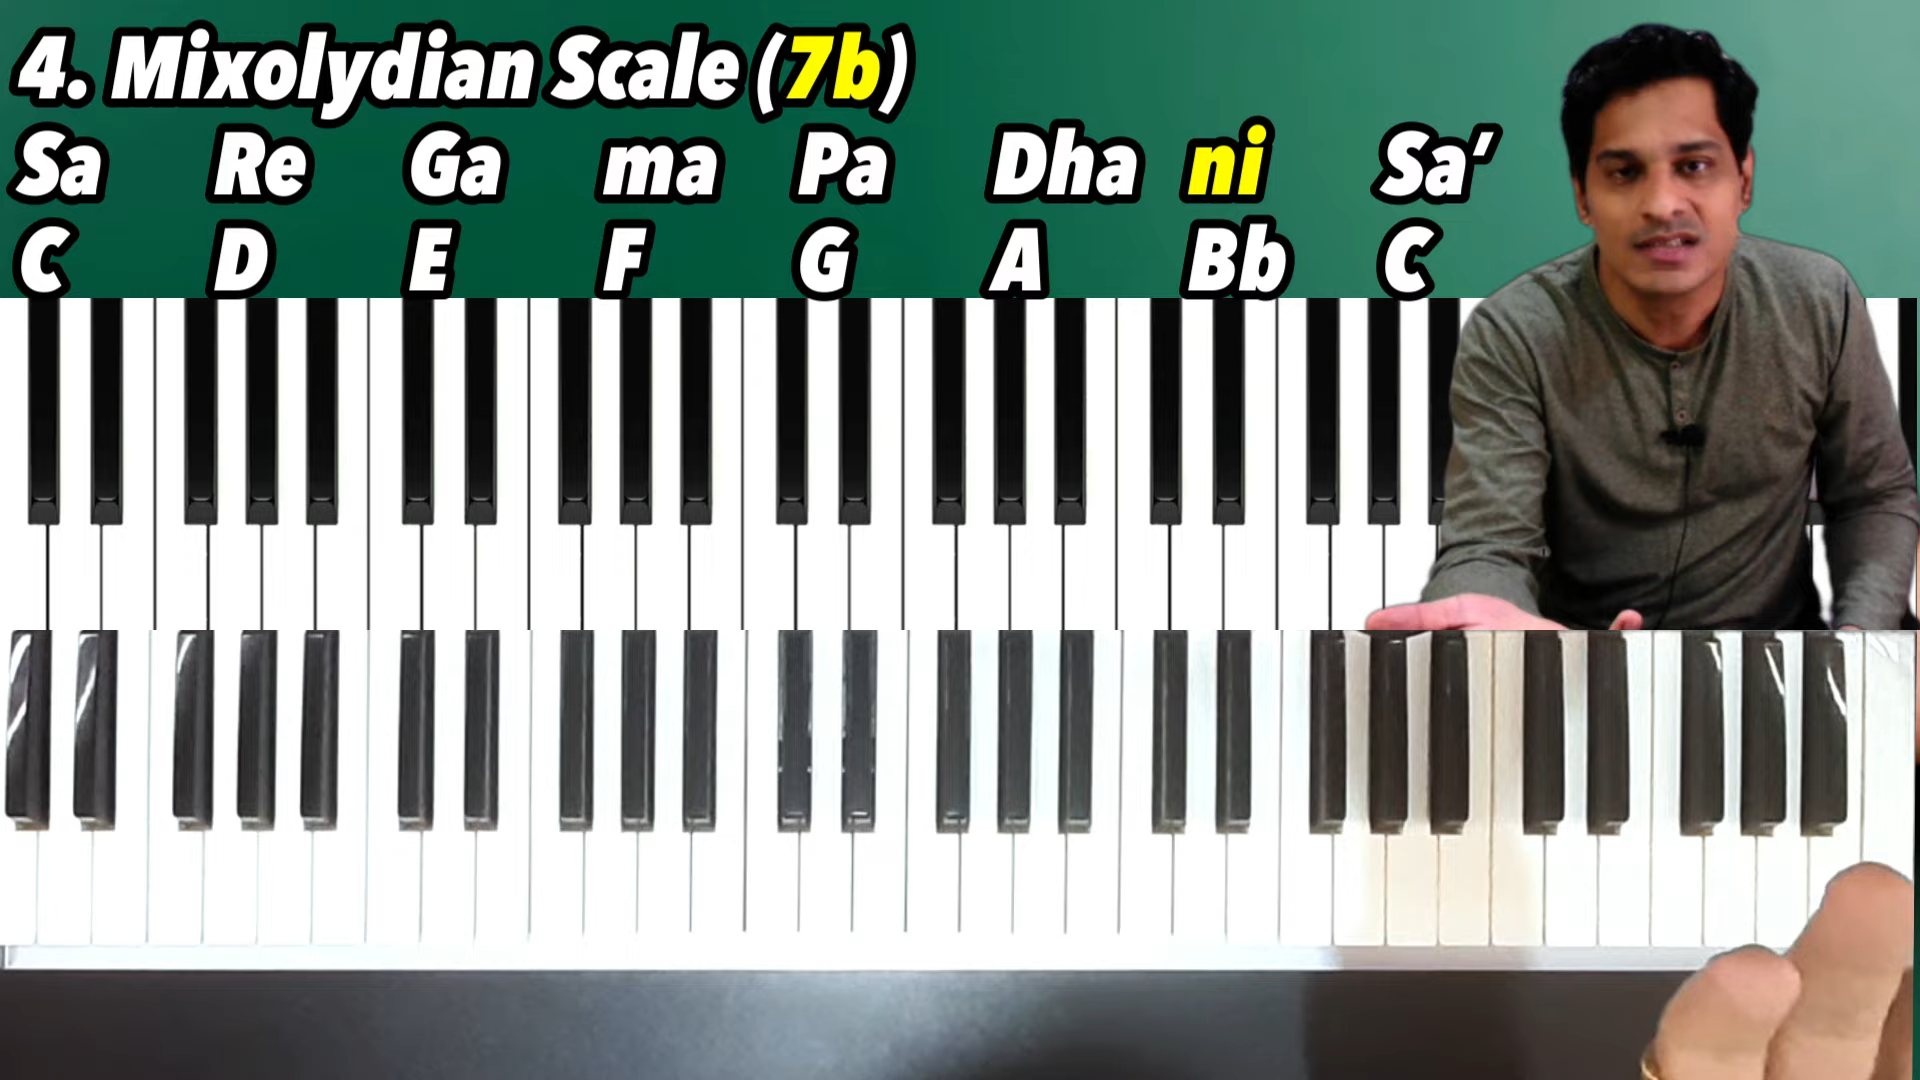 4. Mixolydian Scale (7b)
Sa Re Ga ma Pa Dha ni Sa’
C D E F G A Bb C